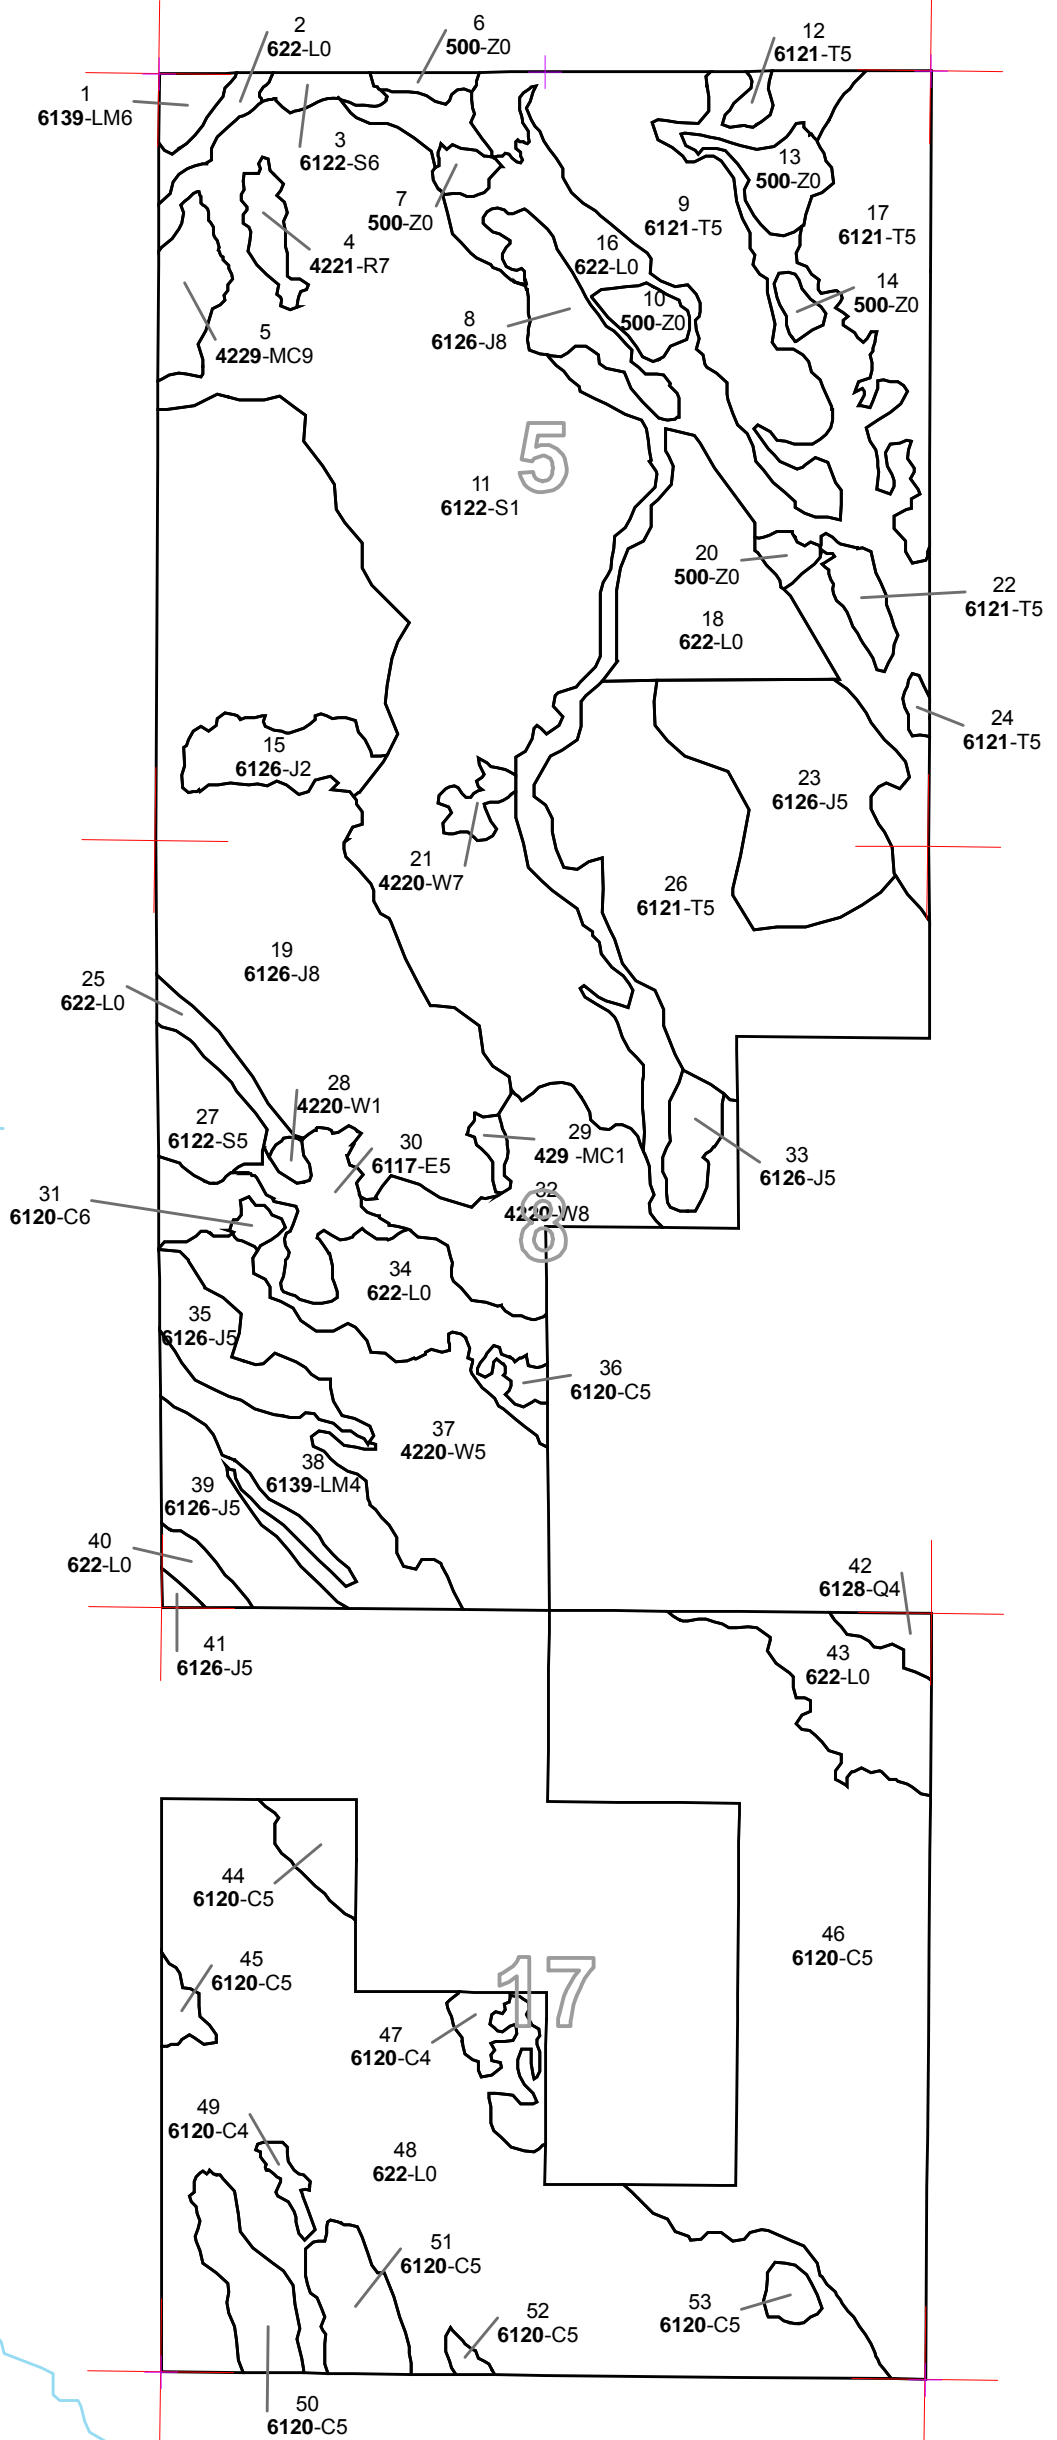 1
6139-LM6
2
622-L0
6
500-Z0
12
6121-T5
3
6122-S6
13
500-Z0
7
500-Z0
9
6121-T5
17
6121-T5
4
4221-R7
16
622-L0
14
500-Z0
10
500-Z0
5
4229-MC9
8
6126-J8
5
11
6122-S1
20
500-Z0
22
6121-T5
18
622-L0
24
6121-T5
15
6126-J2
23
6126-J5
21
4220-W7
26
6121-T5
19
6126-J8
25
622-L0
28
4220-W1
27
6122-S5
30
6117-E5
29
429 -MC1
33
6126-J5
31
6120-C6
32
4220-W8
8
34
622-L0
35
6126-J5
36
6120-C5
37
4220-W5
38
6139-LM4
39
6126-J5
40
622-L0
42
6128-Q4
41
6126-J5
43
622-L0
44
6120-C5
46
6120-C5
45
6120-C5
17
47
6120-C4
49
6120-C4
48
622-L0
51
6120-C5
53
6120-C5
52
6120-C5
50
6120-C5